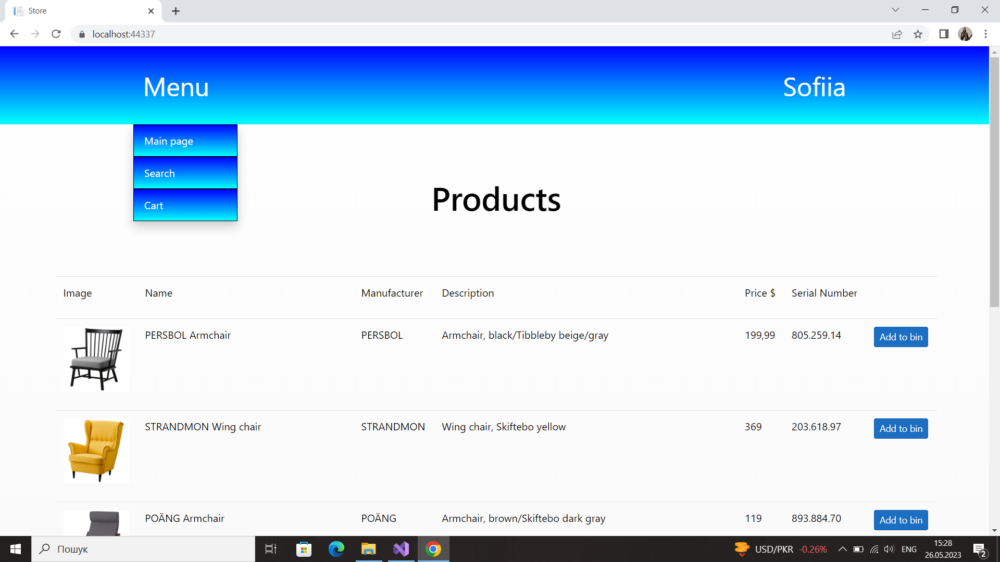 Store
localhost:44337
Menu
Sofiia
Main page
Search
Cart
Products
Image Name Manufacturer Description Price $ Serial Number
PERSBOL Armchair PERSBOL Armchair, black/Tibbleby beige/gray 199,99 805.259.14 Add to bin
STRANDMON Wing chair STRANDMON Wing chair, Skiftebo yellow 369 203.618.97 Add to bin
POÄNG Armchair POÄNG Armchair, brown/Skiftebo dark gray 119 893.884.70 Add to bin
Пошук
USD/PKR -0.26%
ENG
15:28
26.05.2023
2